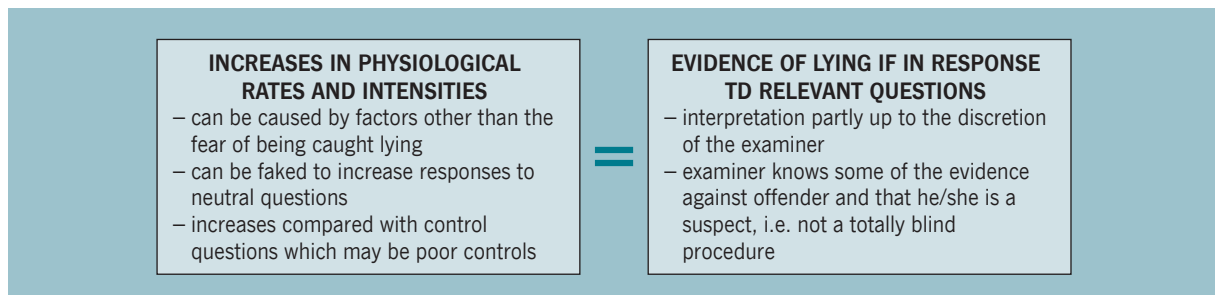 INCREASES IN PHYSIOLOGICAL
RATES AND INTENSITIES
– can be caused by factors other than the
fear of being caught lying
– can be faked to increase responses to
neutral questions
– increases compared with control
questions which may be poor controls
=
EVIDENCE OF LYING IF IN RESPONSE
TD RELEVANT QUESTIONS
– interpretation partly up to the discretion
of the examiner
– examiner knows some of the evidence
against offender and that he/she is a
suspect, i.e. not a totally blind
procedure